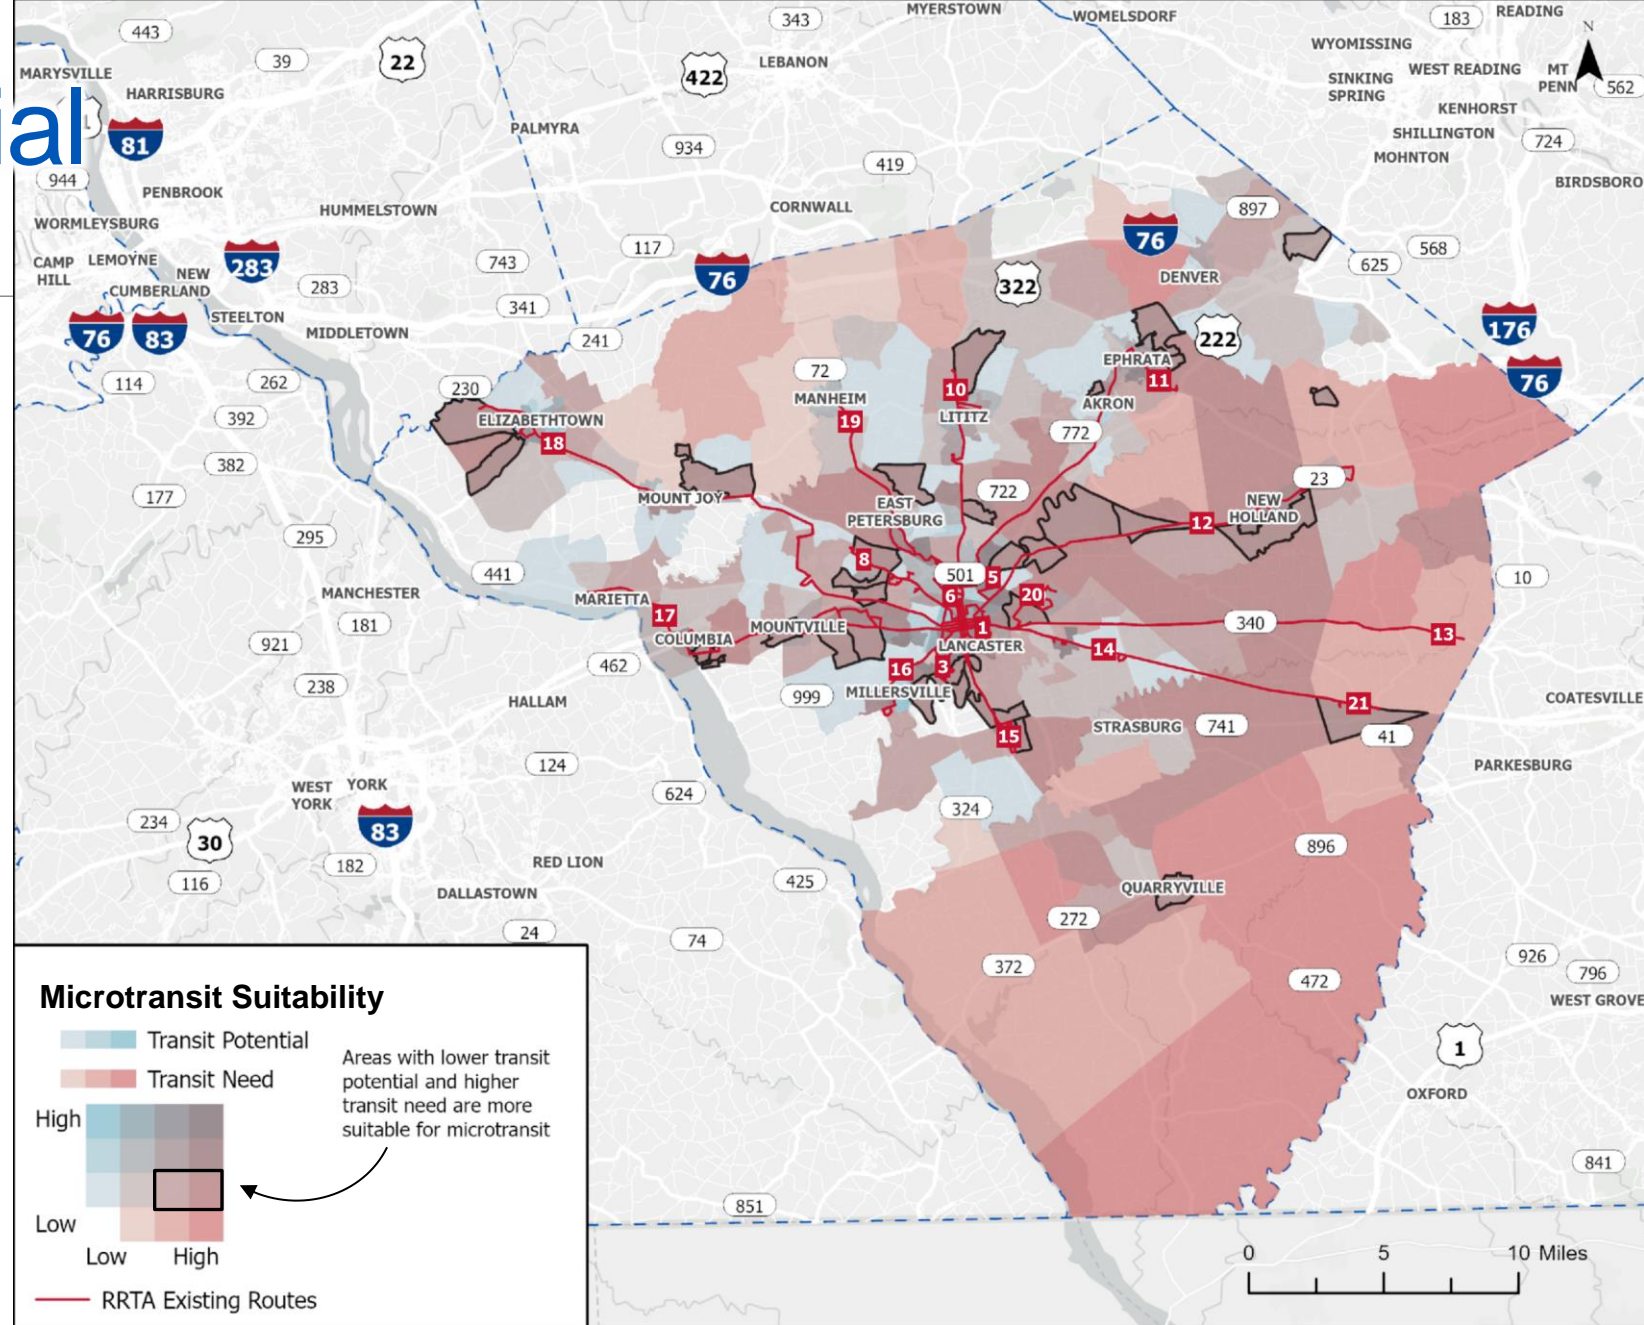 ial
443
39
22
343
MYERSTOWN
WOMELSDORF
183
READING
N
MARYSVILLE
HARRISBURG
422
LEBANON
WYOMISSING
SINKING
SPRING
WEST READING
MT
PENN
562
81
PALMYRA
934
419
KENHORST
SHILLINGTON
724
MOHNTON
944
PENBROOK
BIRDSBORO
WORMLEYSBURG
HUMMELSTOWN
CORNWALL
897
76
CAMP
HILL
LEMOYNE
NEW
CUMBERLAND
283
283
743
117
76
322
DENVER
625
568
STEELTON
MIDDLETOWN
341
241
76
83
222
176
76
114
262
392
230
72
MANHEIM
19
10
LITITZ
EPHRATA
11
AKRON
772
ELIZABETHTOWN
18
382
177
295
MOUNT JOY
EAST
PETERSBURG
722
NEW
HOLLAND
23
12
441
8
501
5
6
20
10
MANCHESTER
181
MARIETTA
17
COLUMBIA
MOUNTVILLE
1
LANCASTER
340
13
14
921
462
238
HALLAM
999
16
3
MILLERSVILLE
15
STRASBURG
741
21
41
COATESVILLE
PARKESBURG
124
WEST
YORK
YORK
624
324
234
30
83
116
182
RED LION
DALLASTOWN
425
896
QUARRYVILLE
272
24
74
372
472
926
796
WEST GROVE
1
OXFORD
841
851
Microtransit Suitability
Transit Potential
Transit Need
High
Low
Low
High
Areas with lower transit
potential and higher
transit need are more
suitable for microtransit
RRTA Existing Routes
0
5
10 Miles